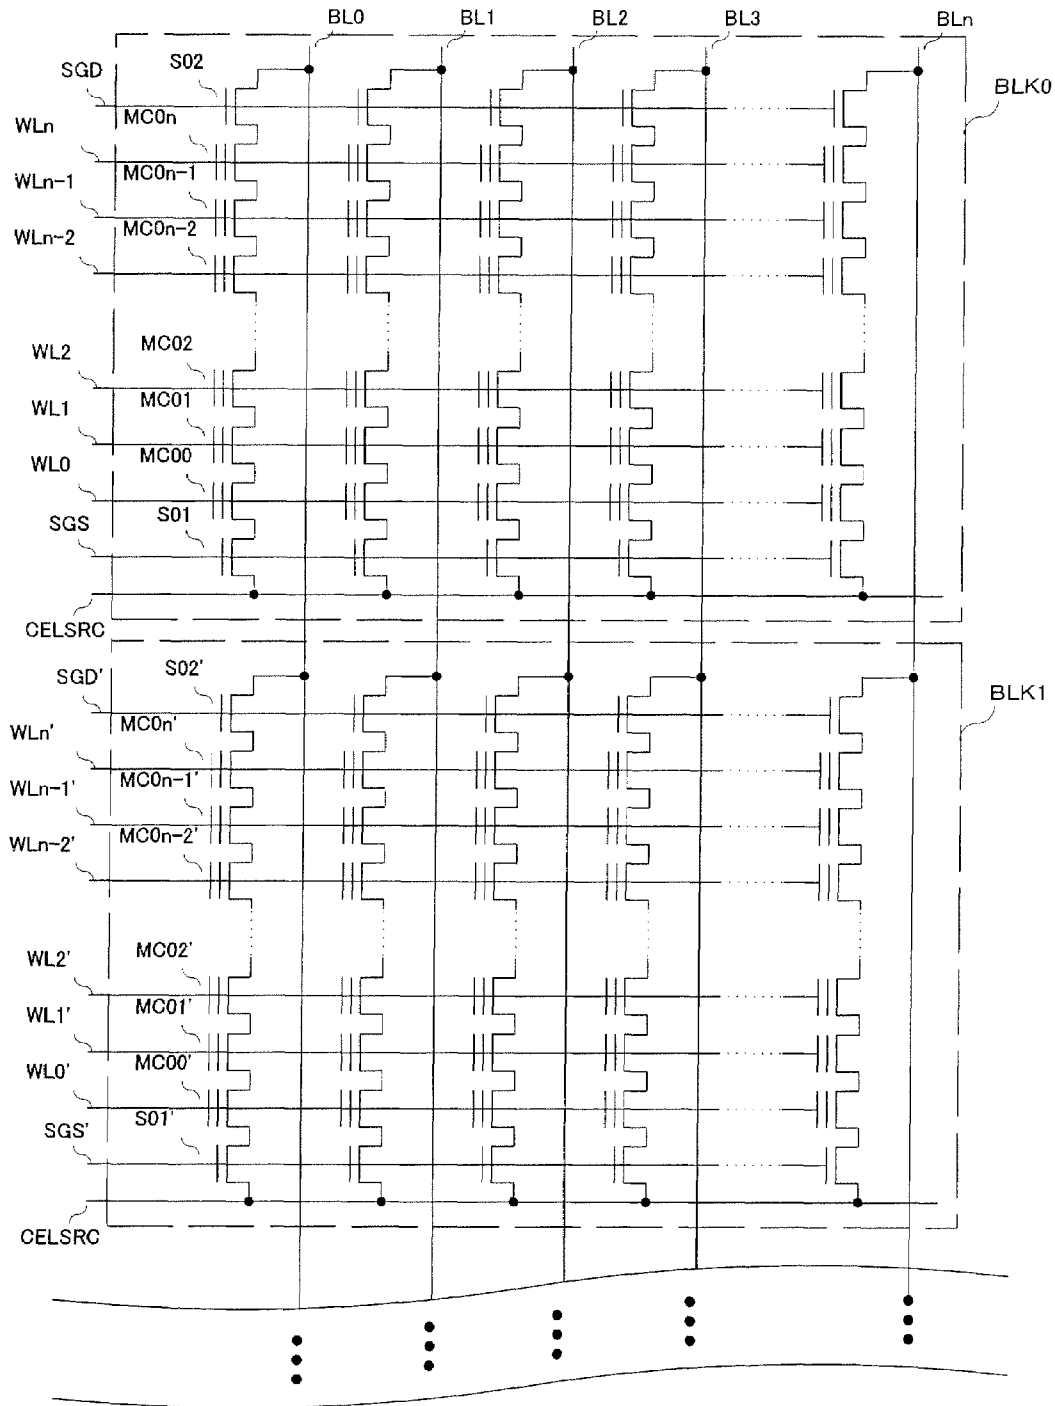 BL0 BL1 BL2 BL3 BLn
SGD S02
BLK0
WLn MC0n
WLn-1 MC0n-1
WLn-2 MC0n-2
WL2 MC02
WL1 MC01
WL0 MC00
SGS S01
CELSRC
SGD' S02'
BLK1
WLn' MC0n'
WLn-1' MC0n-1'
WLn-2' MC0n-2'
WL2' MC02'
WL1' MC01'
WL0' MC00'
SGS' S01'
CELSRC